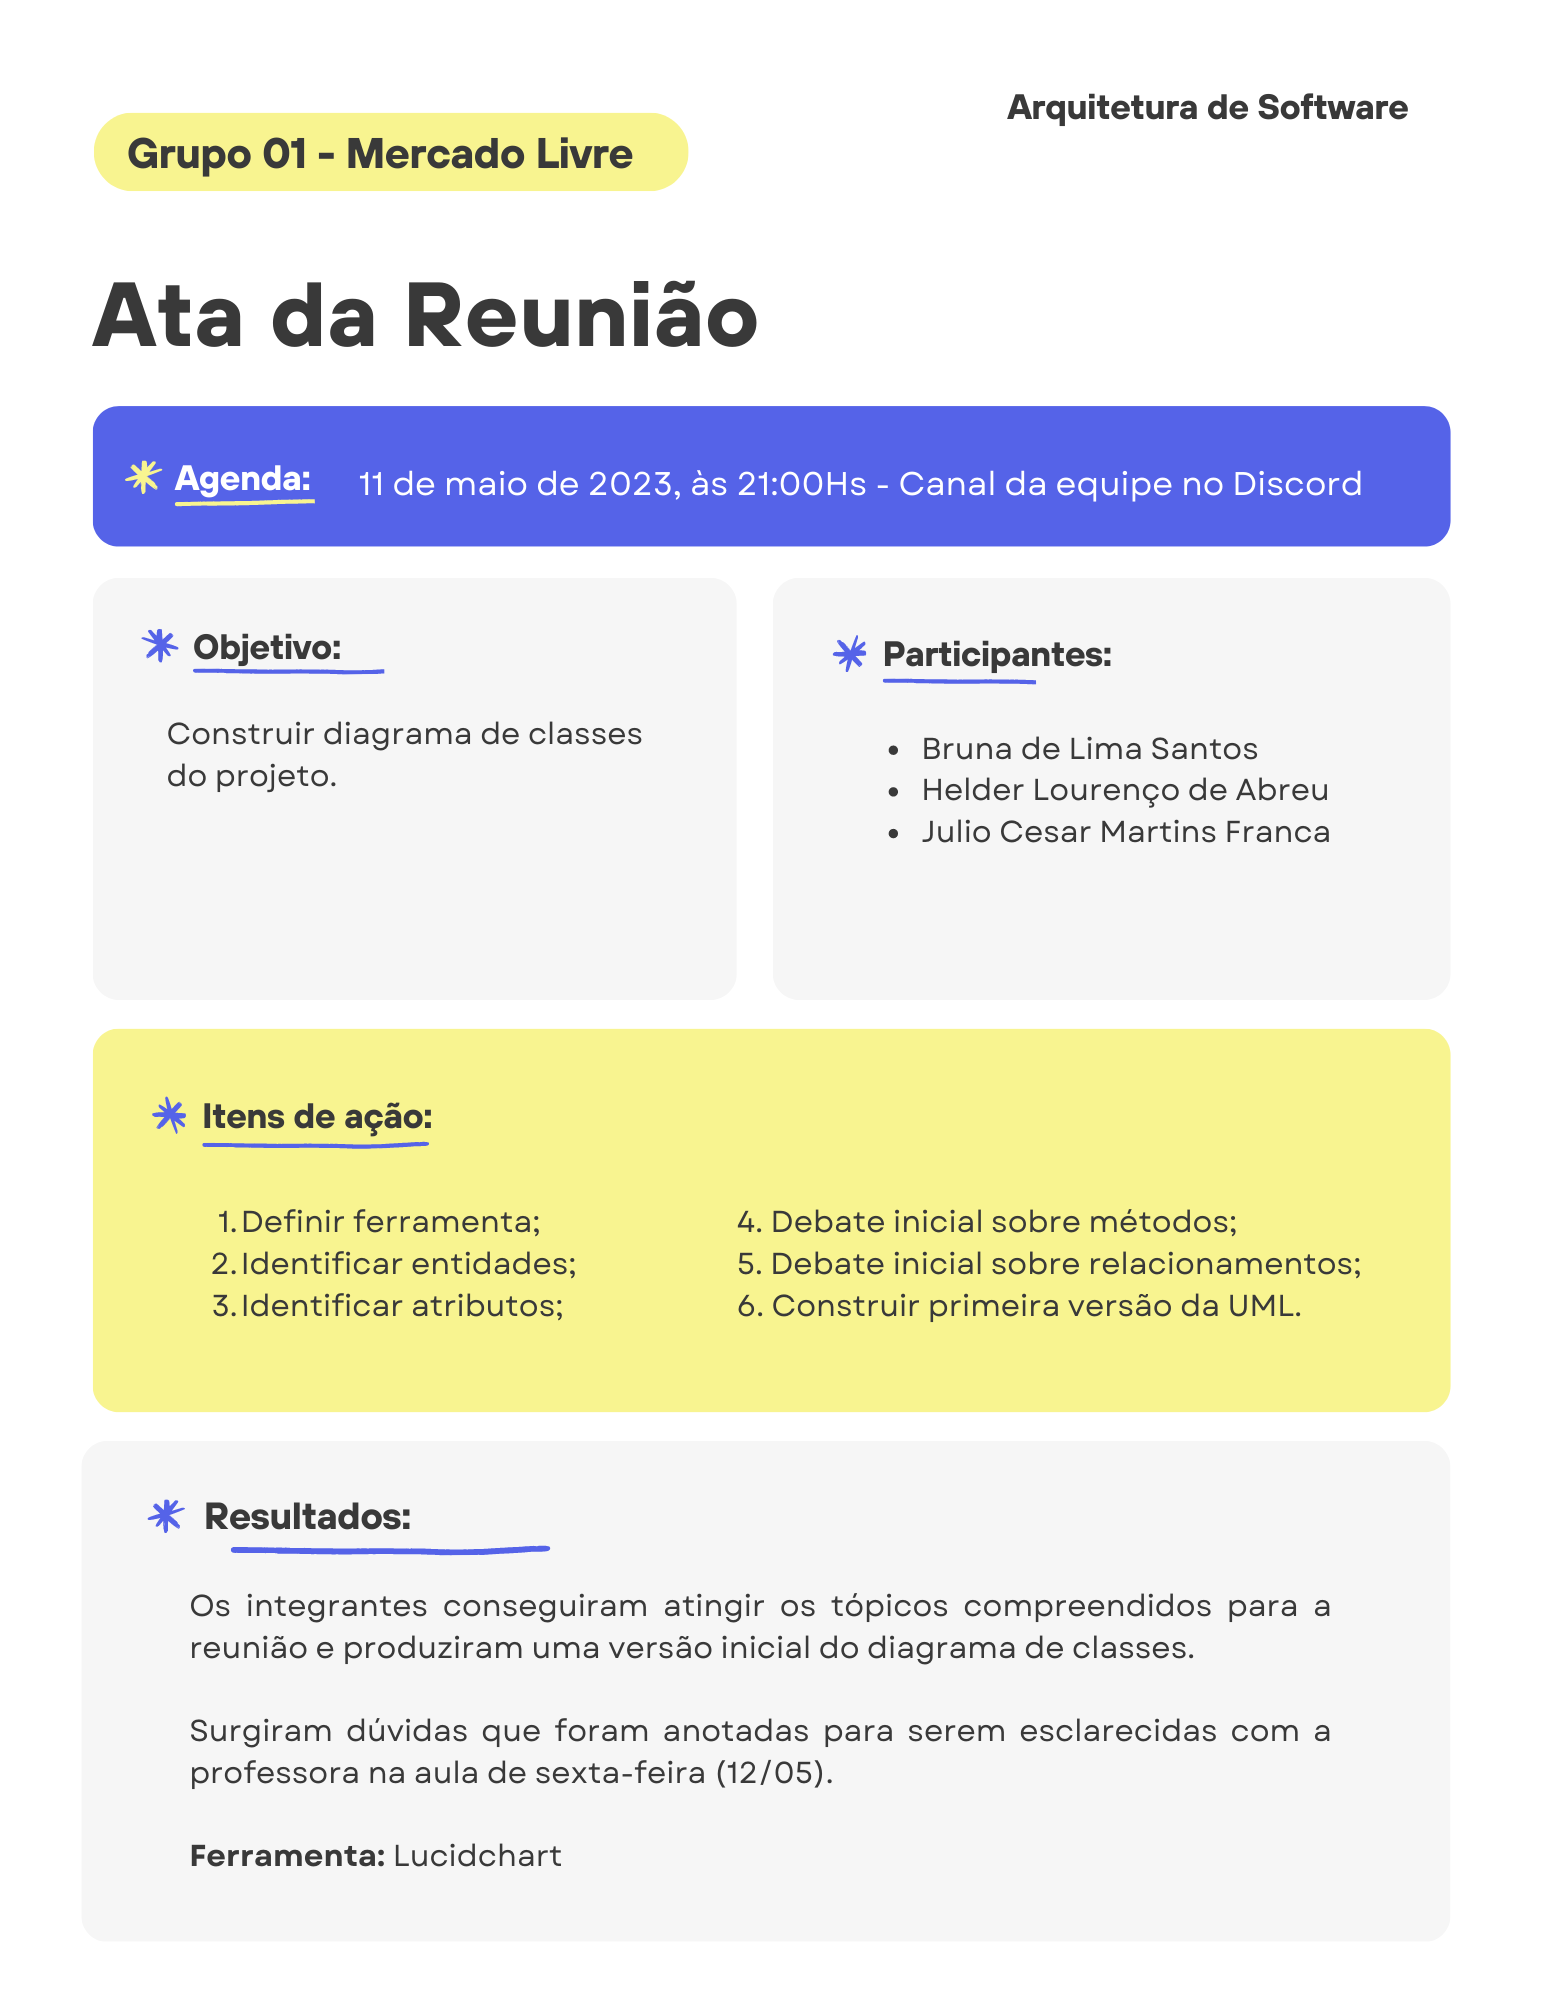 Arquitetura de Software
Grupo 01 - Mercado Livre
Ata da Reunião
Agenda: 11 de maio de 2023, às 21:00Hs - Canal da equipe no Discord
Objetivo:
Construir diagrama de classes
do projeto.
Participantes:
• Bruna de Lima Santos
• Helder Lourenço de Abreu
• Julio Cesar Martins Franca
Itens de ação:
1. Definir ferramenta;
2. Identificar entidades;
3. Identificar atributos;
4. Debate inicial sobre métodos;
5. Debate inicial sobre relacionamentos;
6. Construir primeira versão da UML.
Resultados:
Os integrantes conseguiram atingir os tópicos compreendidos para a
reunião e produziram uma versão inicial do diagrama de classes.
Surgiram dúvidas que foram anotadas para serem esclarecidas com a
professora na aula de sexta-feira (12/05).
Ferramenta: Lucidchart